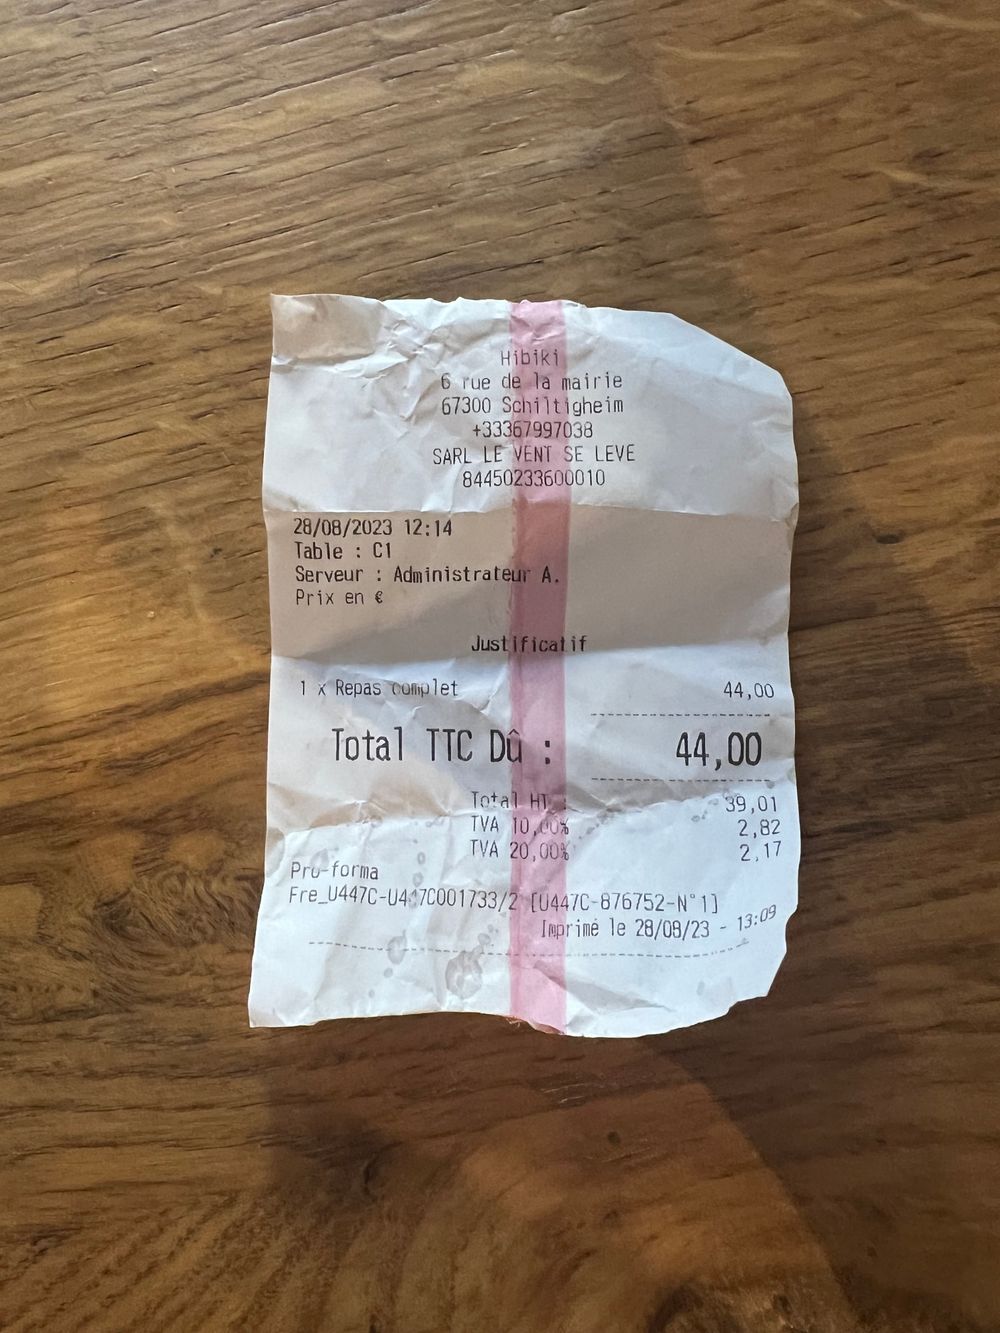 Hibiki
6 rue de la mairie
67300 Schiltigheim
+33367997038
SARL LE VENT SE LEVE
84450233600010
28/08/2023 12:14
Table : C1
Serveur : Administrateur A.
Prix en €
Justificatif
1 x Repas complet 44,00
Total TTC Dû : 44,00
Total HT : 39,01
TVA 10,00% 2,82
TVA 20,00% 2,17
Pro-forma
Fre_U447C-U447C001733/2 [U447C-876752-N°1]
Imprimé le 28/08/23 - 13:09